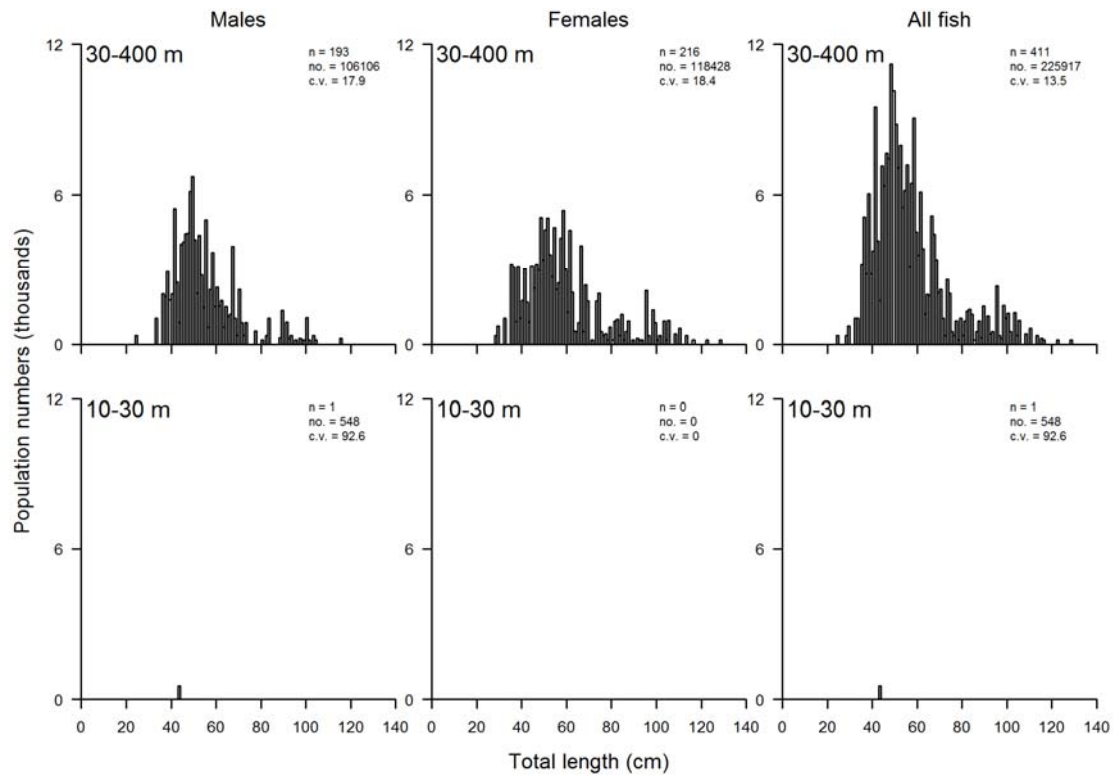 Males
Females
All fish
30-400 m
n = 193
no. = 106106
c.v. = 17.9
30-400 m
n = 216
no. = 118428
c.v. = 18.4
30-400 m
n = 411
no. = 225917
c.v. = 13.5
12
6
0
12
6
0
12
6
0
Population numbers (thousands)
10-30 m
n = 1
no. = 548
c.v. = 92.6
10-30 m
n = 0
no. = 0
c.v. = 0
10-30 m
n = 1
no. = 548
c.v. = 92.6
12
6
0
12
6
0
12
6
0
0 20 40 60 80 100 120 140
0 20 40 60 80 100 120 140
0 20 40 60 80 100 120 140
Total length (cm)